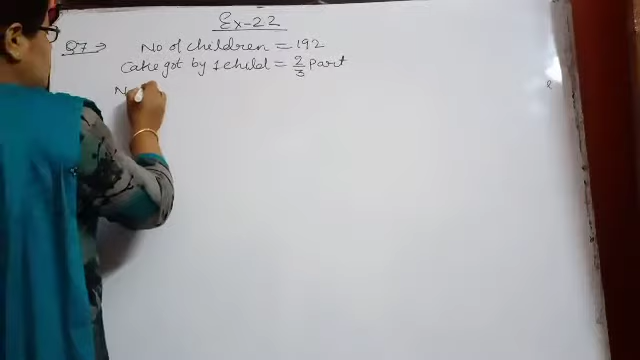 Ex-22
Q7→ No of children = 192
Cake got by 1 child = 2/3 part
N